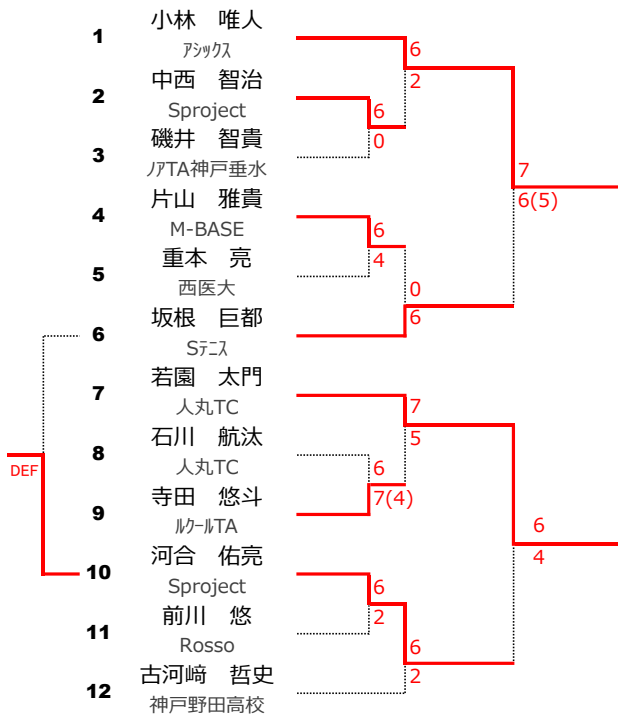 小林　唯人
1
アシックス
6
2
中西　智治
2
Sproject
6
0
磯井　智貴
3
ノアTA神戸垂水
7
6(5)
片山　雅貴
4
M-BASE
6
4
重本　亮
5
西医大
0
6
坂根　巨都
6
Sテニス
若園　太門
7
人丸TC
7
5
石川　航汰
8
人丸TC
6
7(4)
DEF
寺田　悠斗
9
ルクールTA
6
4
河合　佑亮
10
Sproject
6
2
前川　悠
11
Rosso
6
2
古河﨑　哲史
12
神戸野田高校